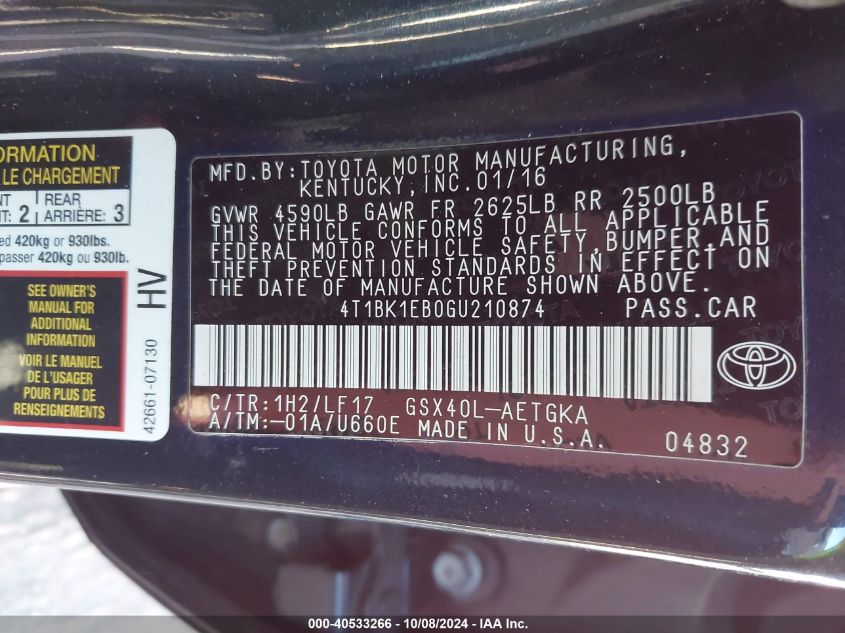 ORMATION
LE CHARGEMENT
NT REAR
NT: 2 ARRIÈRE: 3
ed 420kg or 930lbs.
passer 420kg ou 930lb.
SEE OWNER'S
MANUAL FOR
ADDITIONAL
INFORMATION
VOIR LE MANUEL
DE L'USAGER
POUR PLUS DE
RENSEIGNEMENTS
HV
42661-07130
MFD.BY:TOYOTA MOTOR MANUFACTURING,
KENTUCKY,INC.01/16
GVWR 4590LB GAWR FR 2625LB RR 2500LB
THIS VEHICLE CONFORMS TO ALL APPLICABLE
FEDERAL MOTOR VEHICLE SAFETY,BUMPER,AND
THEFT PREVENTION STANDARDS IN EFFECT ON
THE DATE OF MANUFACTURE SHOWN ABOVE.
4T1BK1EB0GU210874 PASS.CAR
C/TR:1H2/LF17 GSX40L-AETGKA
A/TM:-01A/U660E MADE IN U.S.A. 04832
000-40533266 - 10/08/2024 - IAA Inc.